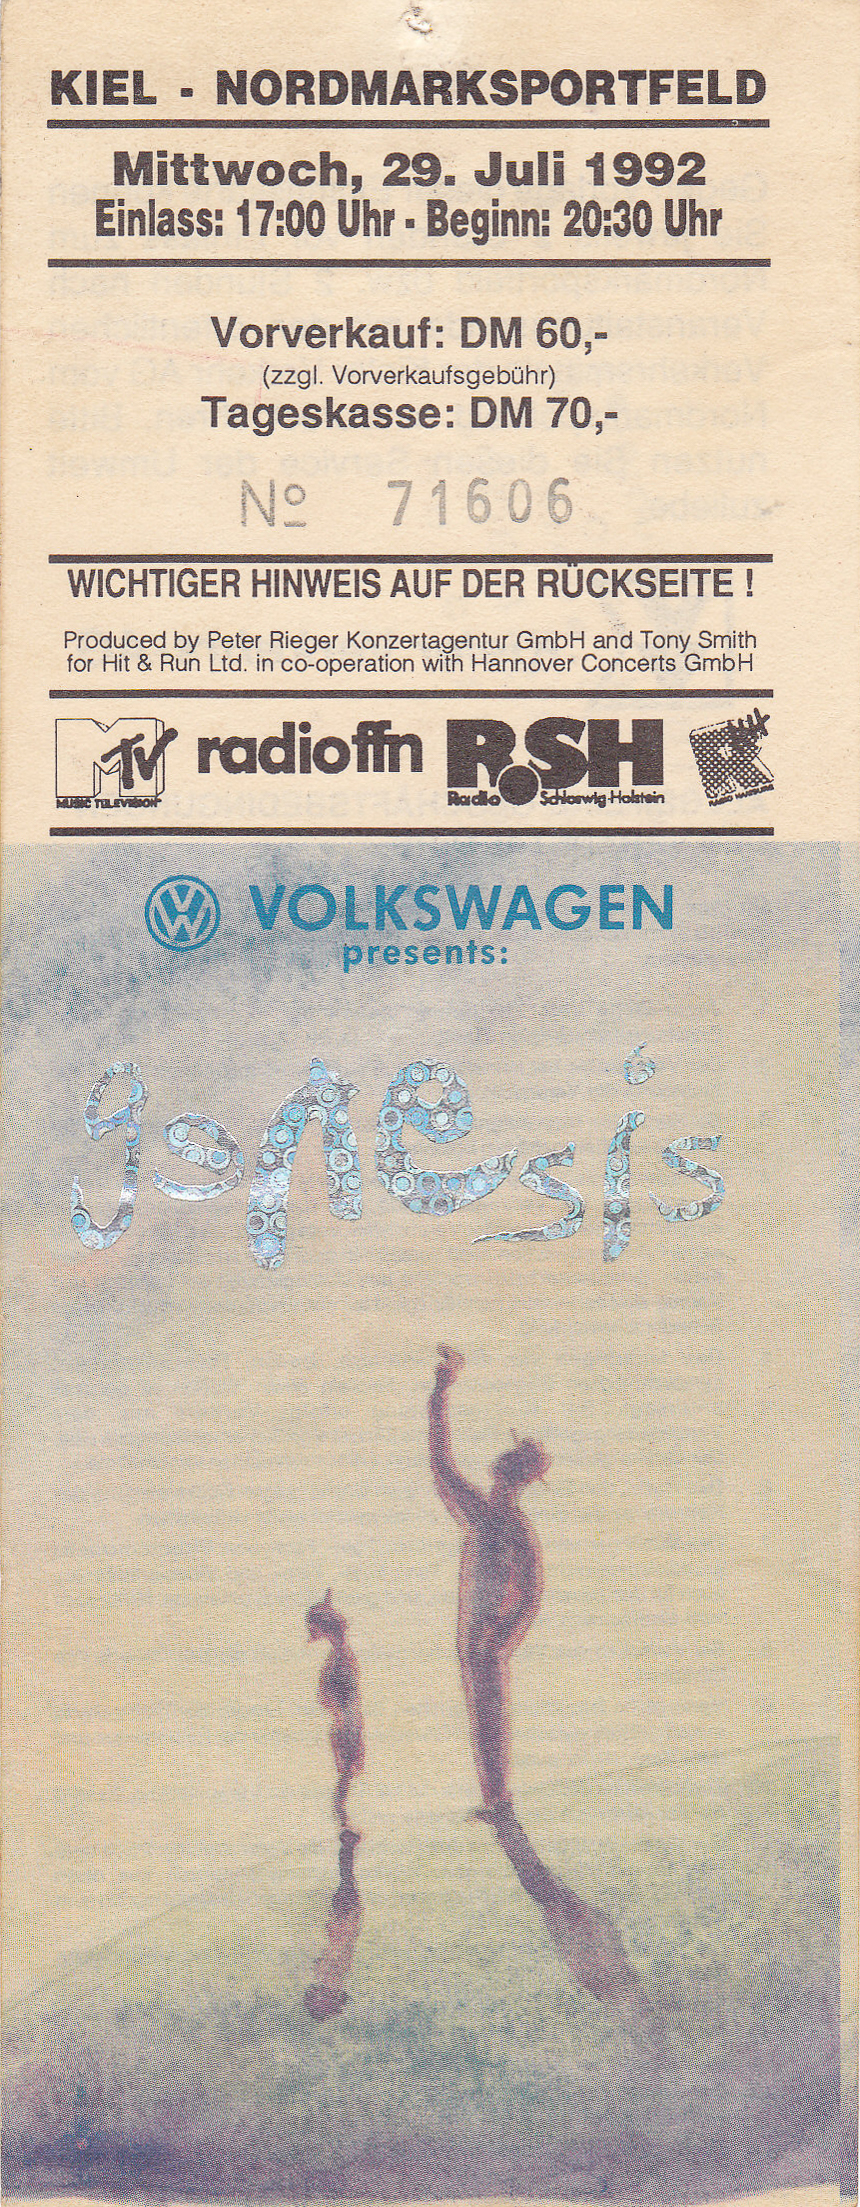 KIEL - NORDMARKSPORTFELD
Mittwoch, 29. Juli 1992
Einlass: 17:00 Uhr - Beginn: 20:30 Uhr
Vorverkauf: DM 60,-
(zzgl. Vorverkaufsgebühr)
Tageskasse: DM 70,-
Nº 71606
WICHTIGER HINWEIS AUF DER RÜCKSEITE !
Produced by Peter Rieger Konzertagentur GmbH and Tony Smith
for Hit & Run Ltd. in co-operation with Hannover Concerts GmbH
MTV radioffn R.SH R
MUSIC TELEVISION Radio Schleswig-Holstein RADIO HAMBURG
VW VOLKSWAGEN
presents:
genesis